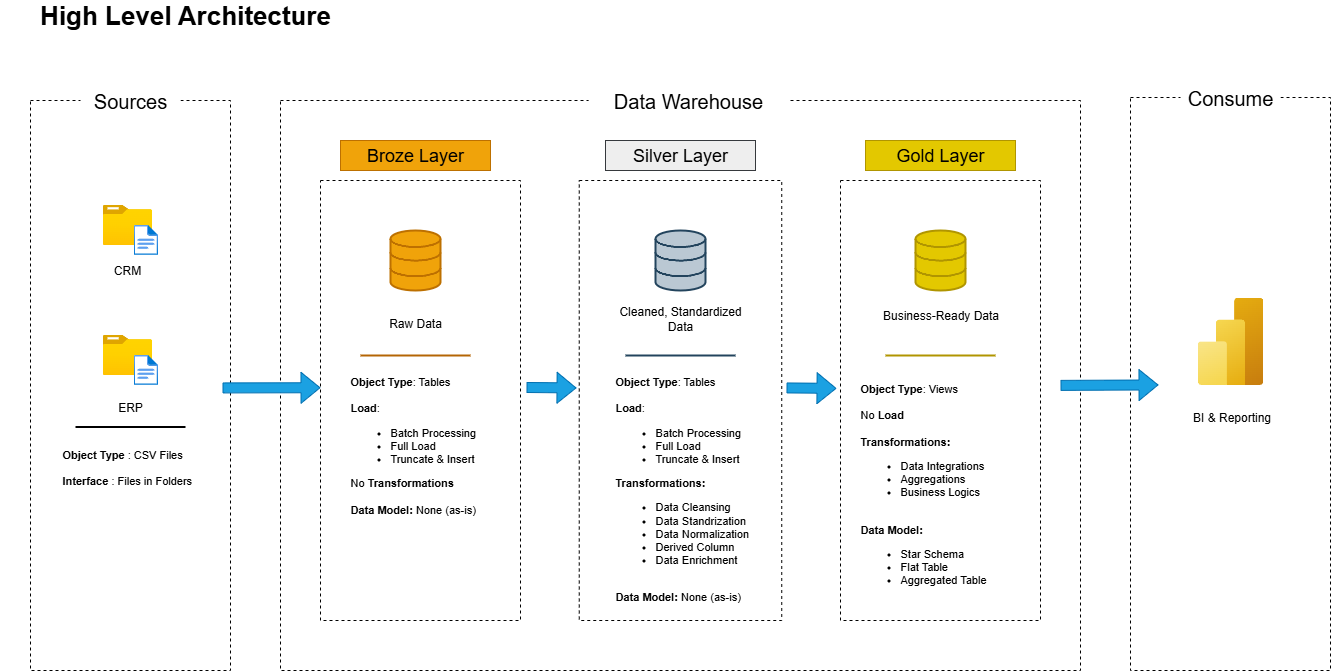 High Level Architecture
Sources
CRM
ERP
Object Type : CSV Files
Interface : Files in Folders
Data Warehouse
Broze Layer
Raw Data
Object Type: Tables
Load:
Batch Processing
Full Load
Truncate & Insert
No Transformations
Data Model: None (as-is)
Silver Layer
Cleaned, Standardized
Data
Object Type: Tables
Load:
Batch Processing
Full Load
Truncate & Insert
Transformations:
Data Cleansing
Data Standrization
Data Normalization
Derived Column
Data Enrichment
Data Model: None (as-is)
Gold Layer
Business-Ready Data
Object Type: Views
No Load
Transformations:
Data Integrations
Aggregations
Business Logics
Data Model:
Star Schema
Flat Table
Aggregated Table
Consume
BI & Reporting